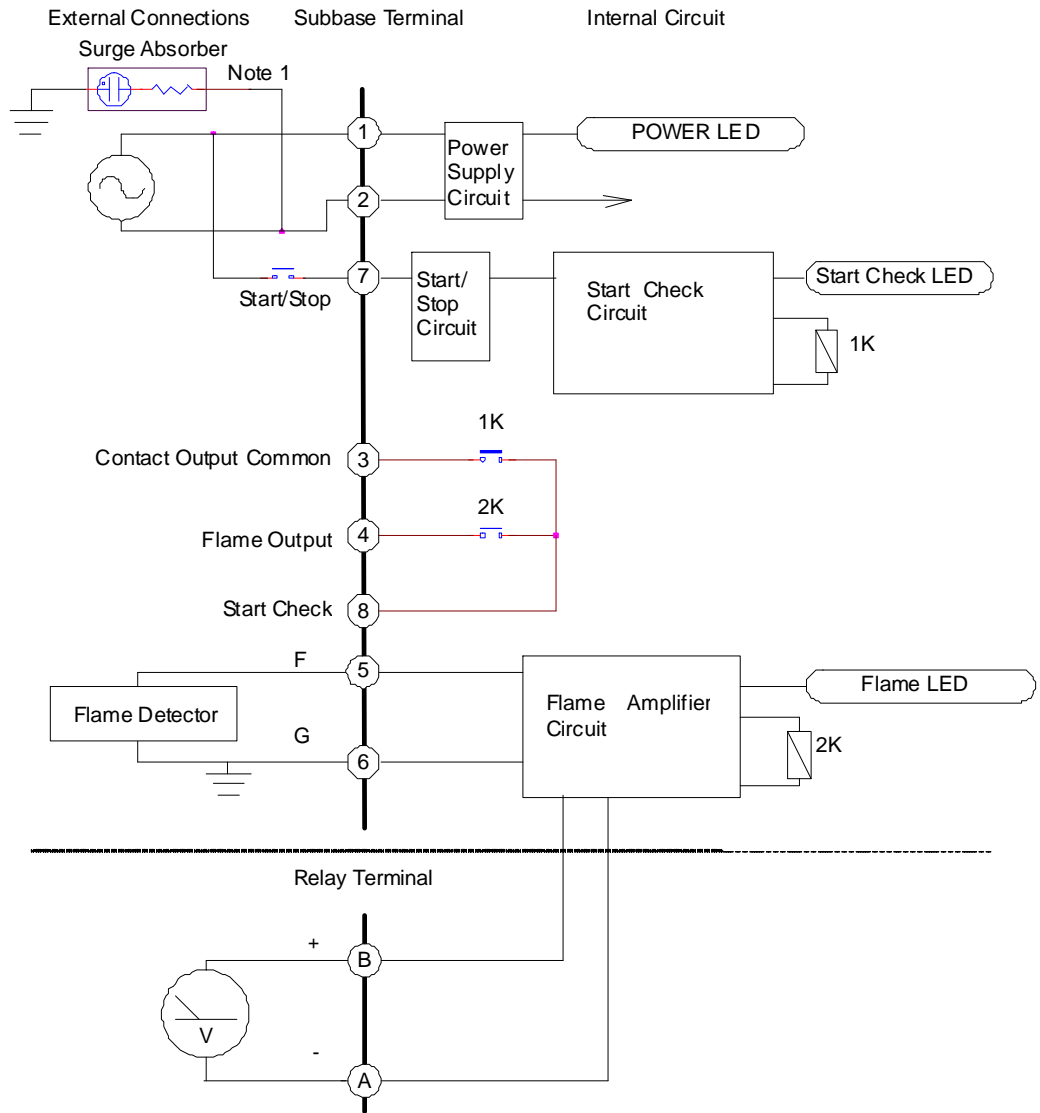 External Connections Subbase Terminal Internal Circuit
Surge Absorber
Note 1
1
POWER LED
Power
Supply
Circuit
2
7
Start/Stop
Start/
Stop
Circuit
Start Check
Circuit
Start Check LED
1K
1K
Contact Output Common 3
2K
Flame Output 4
Start Check 8
F 5
Flame Detector
G 6
Flame Amplifier
Circuit
Flame LED
2K
Relay Terminal
+ B
V
- A